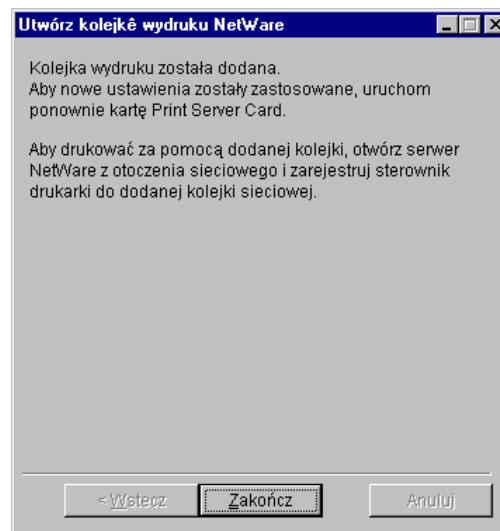 Utwórz kolejkê wydruku NetWare
Kolejka wydruku została dodana.
Aby nowe ustawienia zostały zastosowane, uruchom
ponownie kartę Print Server Card.
Aby drukować za pomocą dodanej kolejki, otwórz serwer
NetWare z otoczenia sieciowego i zarejestruj sterownik
drukarki do dodanej kolejki sieciowej.
< Wstecz
Zakończ
Anuluj